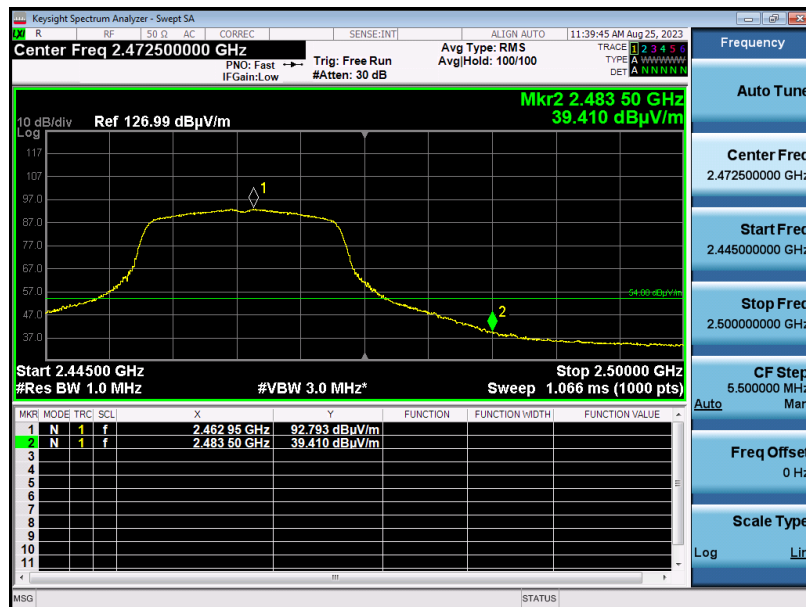 Keysight Spectrum Analyzer - Swept SA
LXI R RF 50 Ω AC CORREC SENSE:INT ALIGN AUTO 11:39:45 AM Aug 25, 2023
Center Freq 2.472500000 GHz
PNO: Fast
IFGain:Low
Trig: Free Run
#Atten: 30 dB
Avg Type: RMS
Avg|Hold: 100/100
TRACE 1 2 3 4 5 6
TYPE A WWWWW
DET A N N N N N
Mkr2 2.483 50 GHz
39.410 dBµV/m
10 dB/div Ref 126.99 dBµV/m
Log
117
107
97.0
87.0
77.0
67.0
57.0
47.0
37.0
1
2
54.00 dBµV/m
Start 2.44500 GHz Stop 2.50000 GHz
#Res BW 1.0 MHz #VBW 3.0 MHz* Sweep 1.066 ms (1000 pts)
MKR MODE TRC SCL X Y FUNCTION FUNCTION WIDTH FUNCTION VALUE
1 N 1 f 2.462 95 GHz 92.793 dBµV/m
2 N 1 f 2.483 50 GHz 39.410 dBµV/m
3
4
5
6
7
8
9
10
11
MSG STATUS
Frequency
Auto Tune
Center Freq
2.472500000 GHz
Start Freq
2.445000000 GHz
Stop Freq
2.500000000 GHz
CF Step
5.500000 MHz
Auto Man
Freq Offset
0 Hz
Scale Type
Log Lin